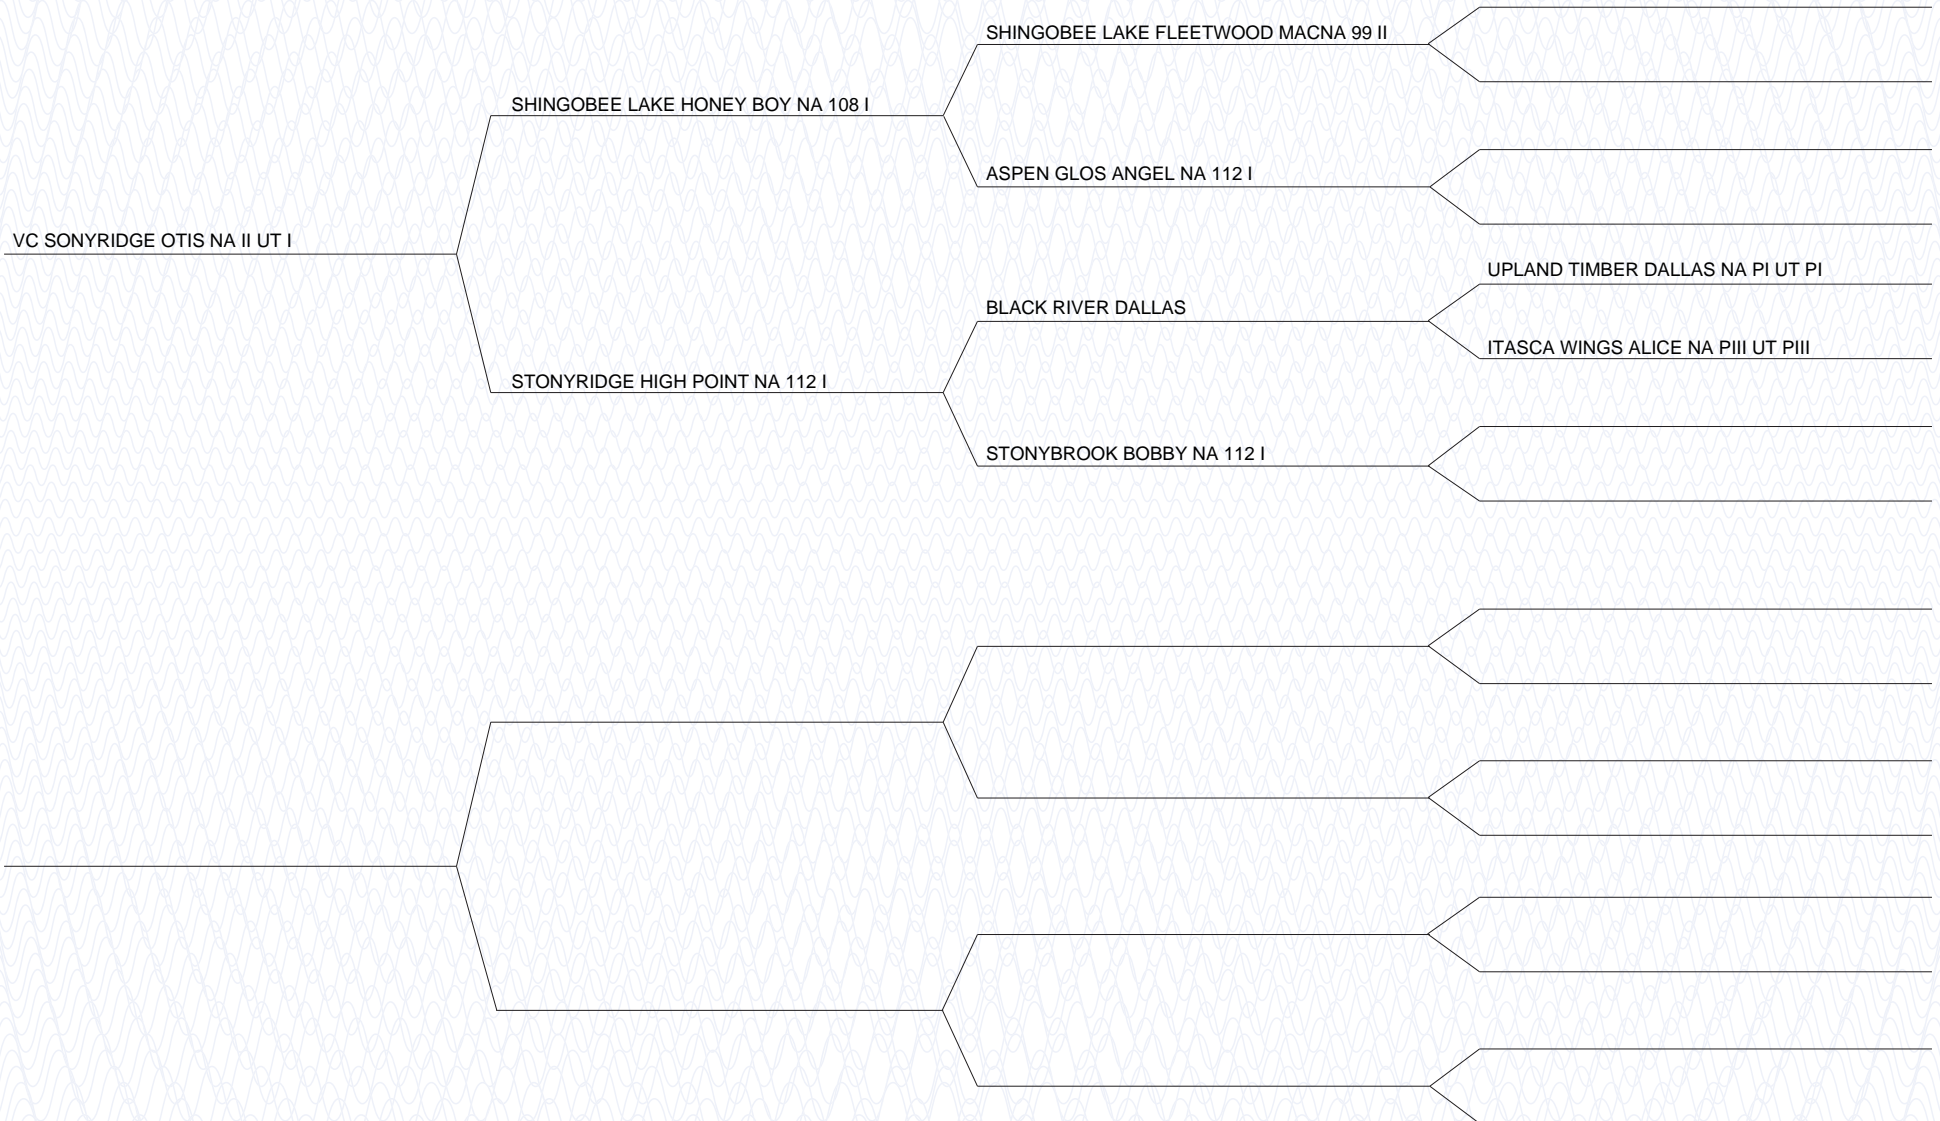 SHINGOBEE LAKE FLEETWOOD MACNA 99 II
SHINGOBEE LAKE HONEY BOY NA 108 I
ASPEN GLOS ANGEL NA 112 I
VC SONYRIDGE OTIS NA II UT I
UPLAND TIMBER DALLAS NA PI UT PI
BLACK RIVER DALLAS
ITASCA WINGS ALICE NA PIII UT PIII
STONYRIDGE HIGH POINT NA 112 I
STONYBROOK BOBBY NA 112 I